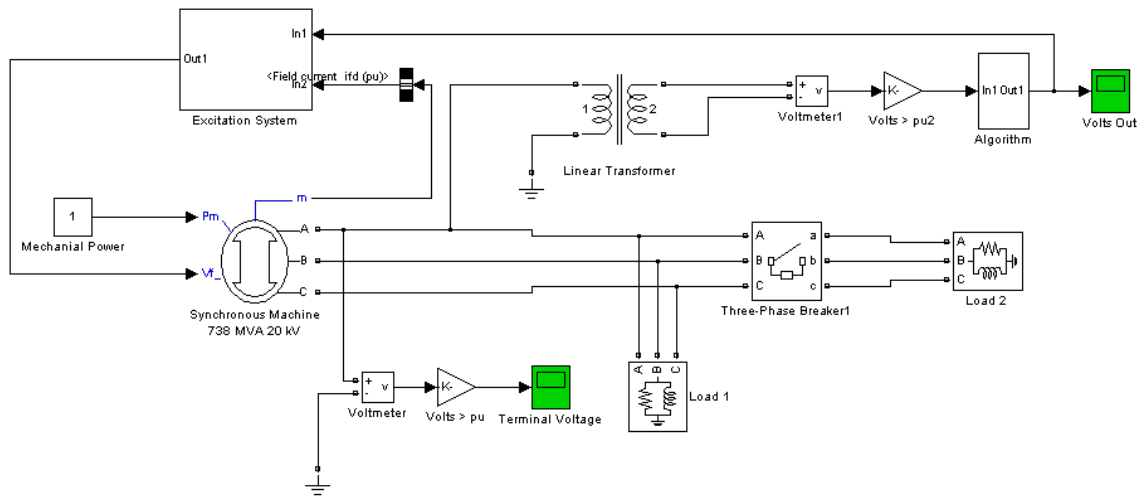 In1
Out1
<Field current ifd (pu)>
In2
Excitation System
1
2
Linear Transformer
+
-
v
Voltmeter1
K-
Volts > pu2
In1 Out1
Algorithm
Volts Out
m
1
Mechanial Power
Pm
Vf_
A
B
C
Synchronous Machine
738 MVA 20 kV
A
B
C
a
b
c
Three-Phase Breaker1
A
B
C
Load 2
+
-
v
Voltmeter
K-
Volts > pu
Terminal Voltage
A
B
C
Load 1